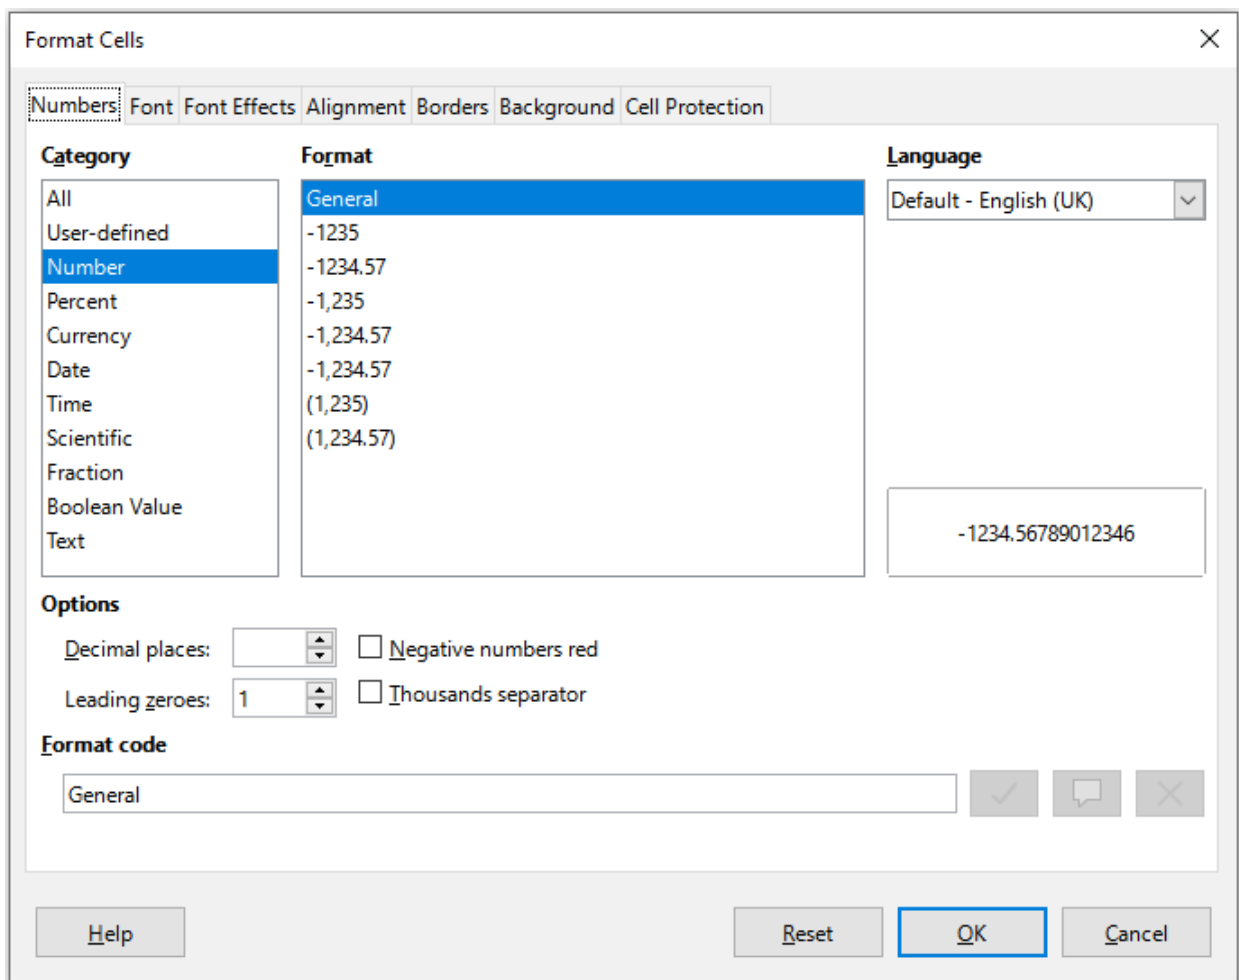 Format Cells
Numbers Font Font Effects Alignment Borders Background Cell Protection
Category
All
User-defined
Number
Percent
Currency
Date
Time
Scientific
Fraction
Boolean Value
Text
Format
General
-1235
-1234.57
-1,235
-1,234.57
-1,234.57
(1,235)
(1,234.57)
Language
Default - English (UK)
-1234.56789012346
Options
Decimal places:
Negative numbers red
Leading zeroes: 1
Thousands separator
Format code
General
Help Reset OK Cancel